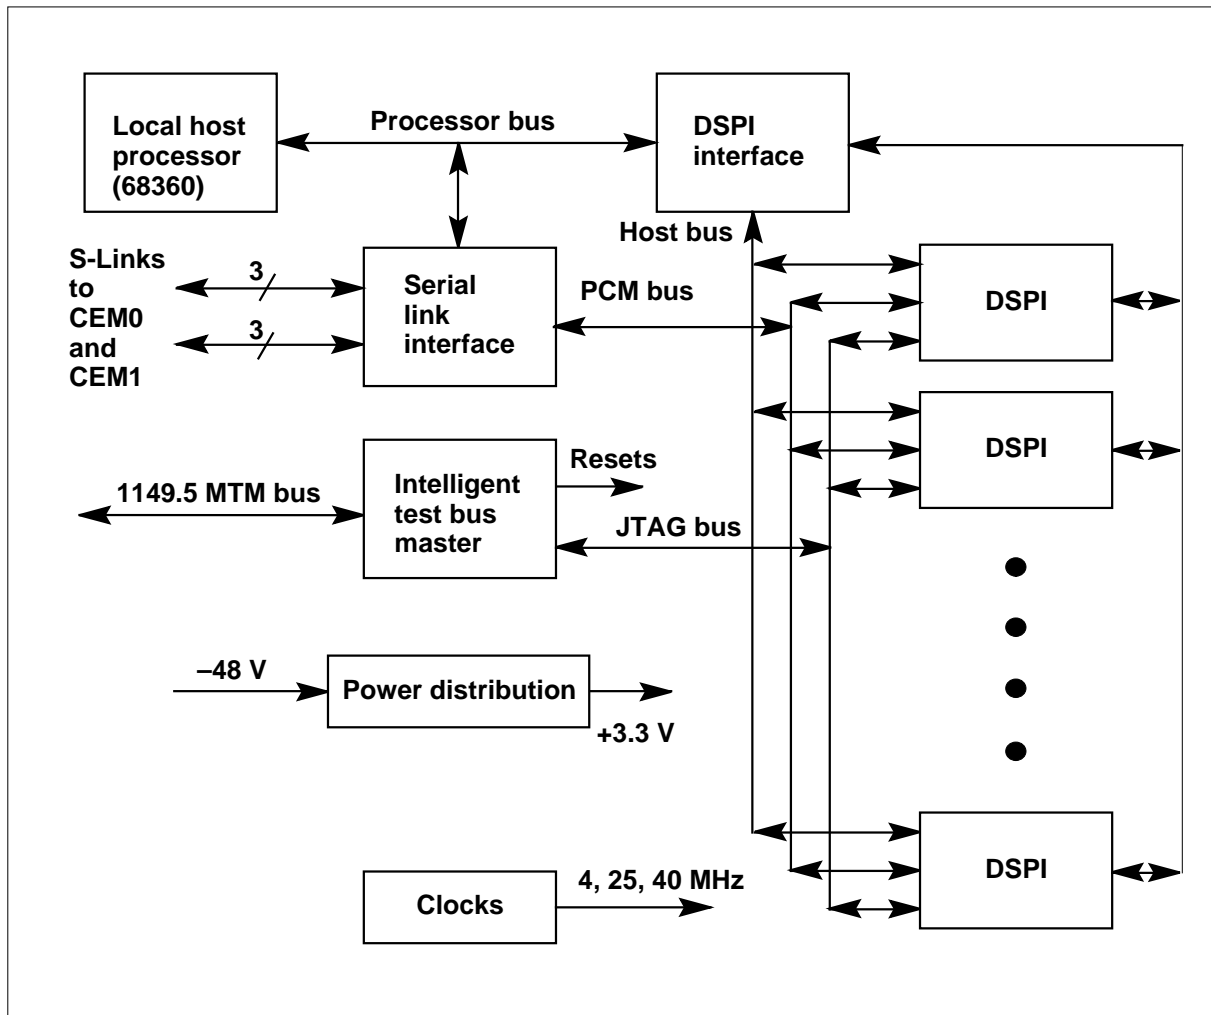 Local host
processor
(68360)
Processor bus
DSPI
interface
Host bus
S-Links
to
CEM0
and
CEM1
3
3
Serial
link
interface
PCM bus
DSPI
DSPI
1149.5 MTM bus
Intelligent
test bus
master
Resets
JTAG bus
–48 V
Power distribution
+3.3 V
DSPI
Clocks
4, 25, 40 MHz